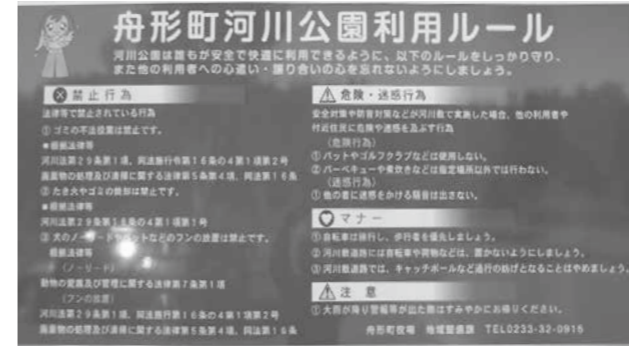 舟形町河川公園利用ルール
河川公園は誰もが安全で快適に利用できるように、以下のルールをしっかり守り、
また他の利用者への心遣い・譲り合いの心を忘れないようにしましょう。
禁止行為
法律等で禁止されている行為
① ゴミの不法投棄は禁止です。
●根拠法律等
河川法第29条第1項、同法施行令第16条の4第1項第2号
廃棄物の処理及び清掃に関する法律第5条第4項、同法第16条
② たき火やゴミの焼却は禁止です。
●根拠法律等
河川法第29条第1項の4第1項第1号
③ 犬のノーリードやペットなどのフンの放置は禁止です。
根拠法律等
(ノーリード)
動物の愛護及び管理に関する法律第7条第1項
(フンの放置)
河川法第29条第1項、同法施行令第16条の4第1項第2号
廃棄物の処理及び清掃に関する法律第5条第4項、同法第16条
危険・迷惑行為
安全対策や防音対策などが河川敷で実施した場合、他の利用者や
付近住民に危険や迷惑を及ぼす行為
(危険行為)
① バットやゴルフクラブなどは使用しない。
② バーベキューや煮炊きなどは指定場所以外では行わない。
(迷惑行為)
① 他の者に迷惑をかける騒音は出さない。
マナー
① 自転車は徐行し、歩行者を優先しましょう。
② 河川敷道路には自転車や荷物などは、置かないようにしましょう。
③ 河川敷道路では、キャッチボールなど通行の妨げとなることはやめましょう。
注意
① 大雨が降り警報等が出た際はすみやかにお帰りください。
舟形町役場 地域整備課 TEL0233-32-0916